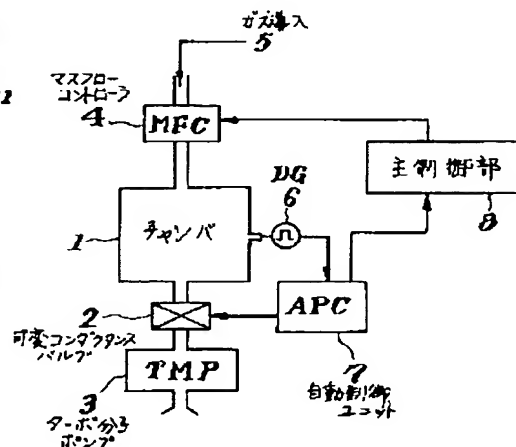 ガス導入
5
マスフロー
コントローラ
4
MFC
主制御部
8
DG
6
1
チャンバ
APC
2
可変コンダクタンス
バルブ
7
自動制御
ユニット
TMP
3
ターボ分子
ポンプ